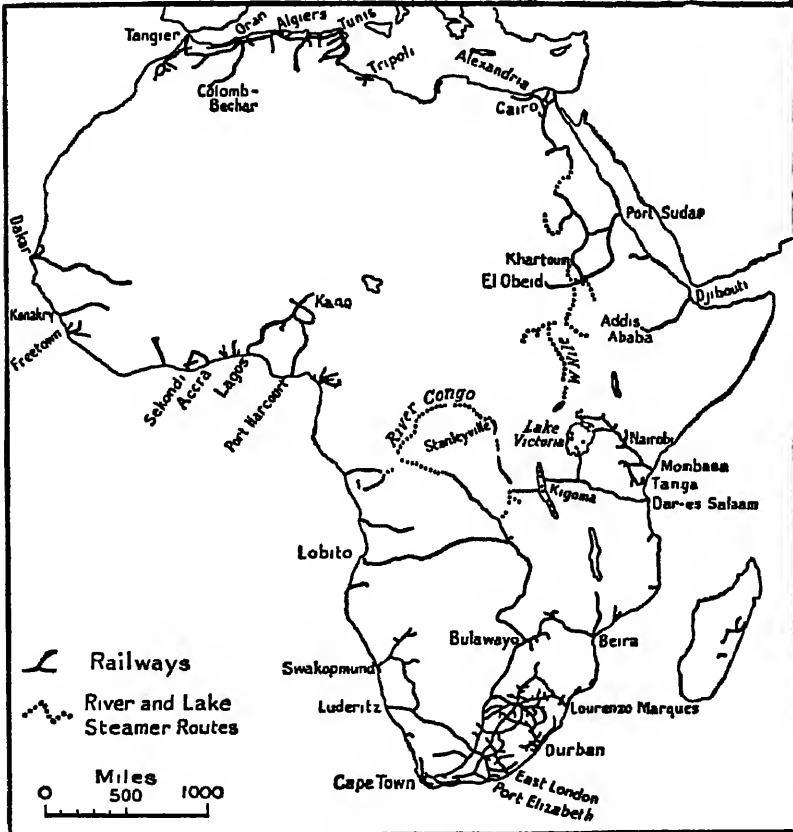 Tangier
Oran
Algiers
Tunis
Tripoli
Alexandria
Colomb-
Bechar
Cairo
Port Sudan
Dakar
Khartoum
El Obeid
Djibouti
Kano
Konakry
Addis
Ababa
Freetown
W Nile
Sekondi
Accra
Lagos
Port Harcourt
River Congo
Stanleyville
Lake
Victoria
Nairobi
Mombasa
Tanga
Kigoma
Dar-es Salaam
Lobito
Bulawayo
Beira
Railways
Swakopmund
River and Lake
Steamer Routes
Luderitz
Lourenzo Marques
Durban
Miles
0 500 1000
Cape Town
East London
Port Elizabeth